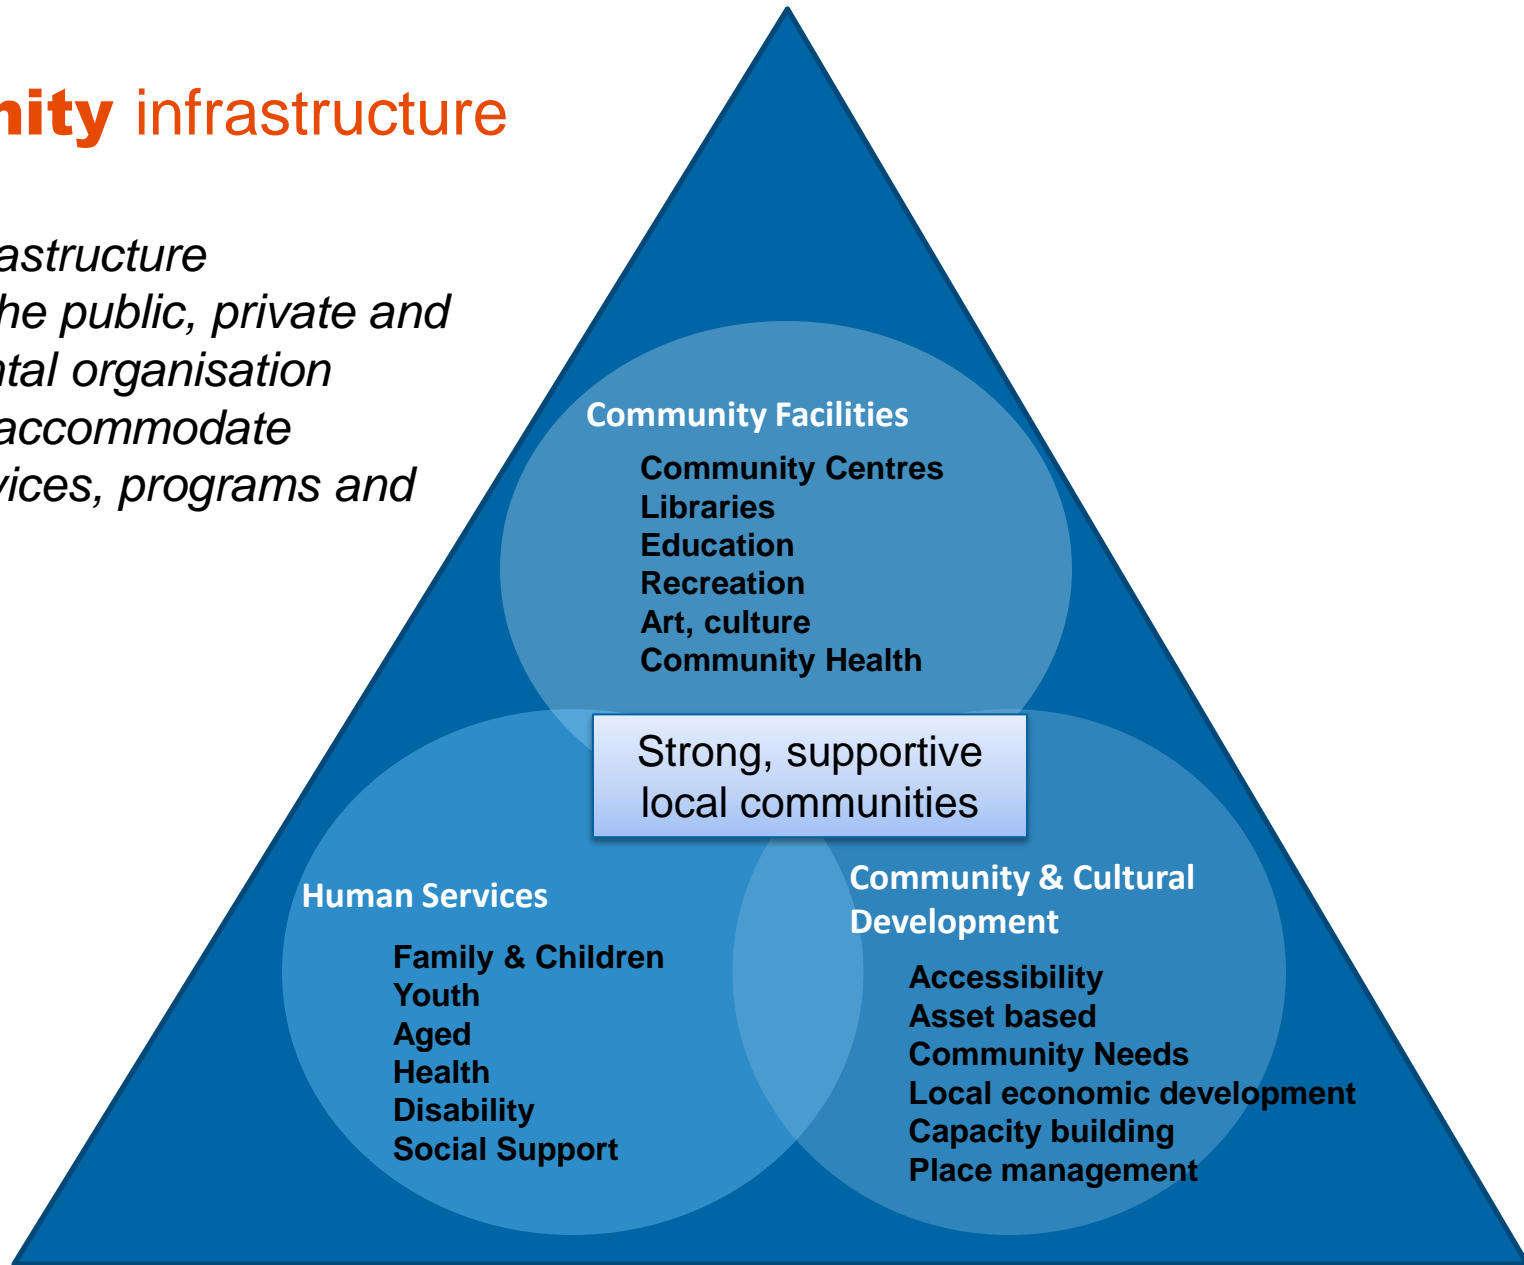 nity infrastructure
rastructure
he public, private and
ntal organisation
accommodate
vices, programs and
Community Facilities
Community Centres
Libraries
Education
Recreation
Art, culture
Community Health
Strong, supportive
local communities
Human Services
Family & Children
Youth
Aged
Health
Disability
Social Support
Community & Cultural
Development
Accessibility
Asset based
Community Needs
Local economic development
Capacity building
Place management